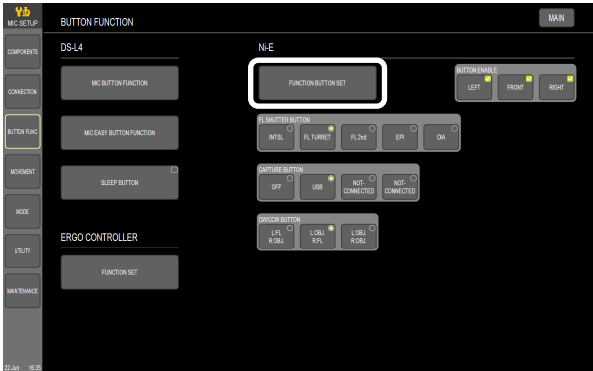 MIC SETUP
BUTTON FUNCTION
MAIN
COMPONENTS
CONNECTION
BUTTON FUNC
MOVEMENT
MODE
UTILITY
MAINTENANCE
22.Jun 16:35
DS-L4
MIC BUTTON FUNCTION
MIC EASY BUTTON FUNCTION
SLEEP BUTTON
ERGO CONTROLLER
FUNCTION SET
Ni-E
FUNCTION BUTTON SET
BUTTON ENABLE
LEFT FRONT RIGHT
FL SHUTTER BUTTON
INTSL FL TURRET FL 2nd EPI DIA
CAPTURE BUTTON
OFF USB NOT-CONNECTED NOT-CONNECTED
CW/CCW BUTTON
L:FL L:OBJ. L:OBJ.
R:OBJ. R:FL R:OBJ.